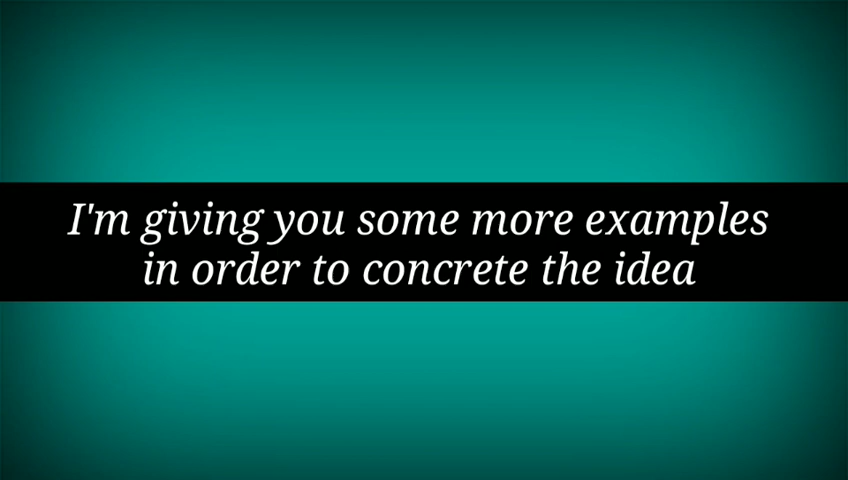 I'm giving you some more examples
in order to concrete the idea